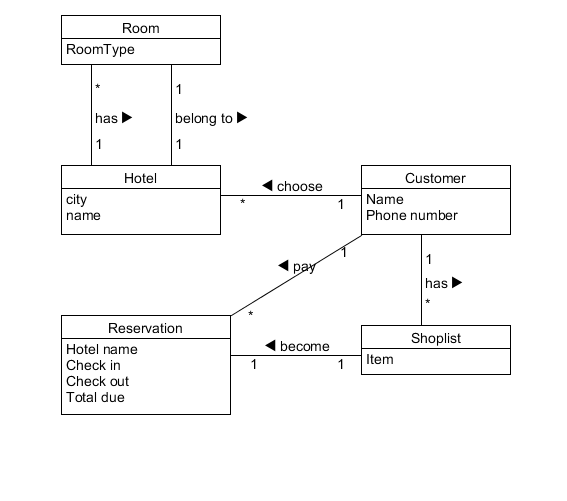 Room
RoomType
* 1
has ▶ belong to ▶
1 1
Hotel
city
name
◀ choose
* 1
Customer
Name
Phone number
1
◀ pay
*
1
has ▶
*
Reservation
Hotel name
Check in
Check out
Total due
◀ become
1 1
Shoplist
Item